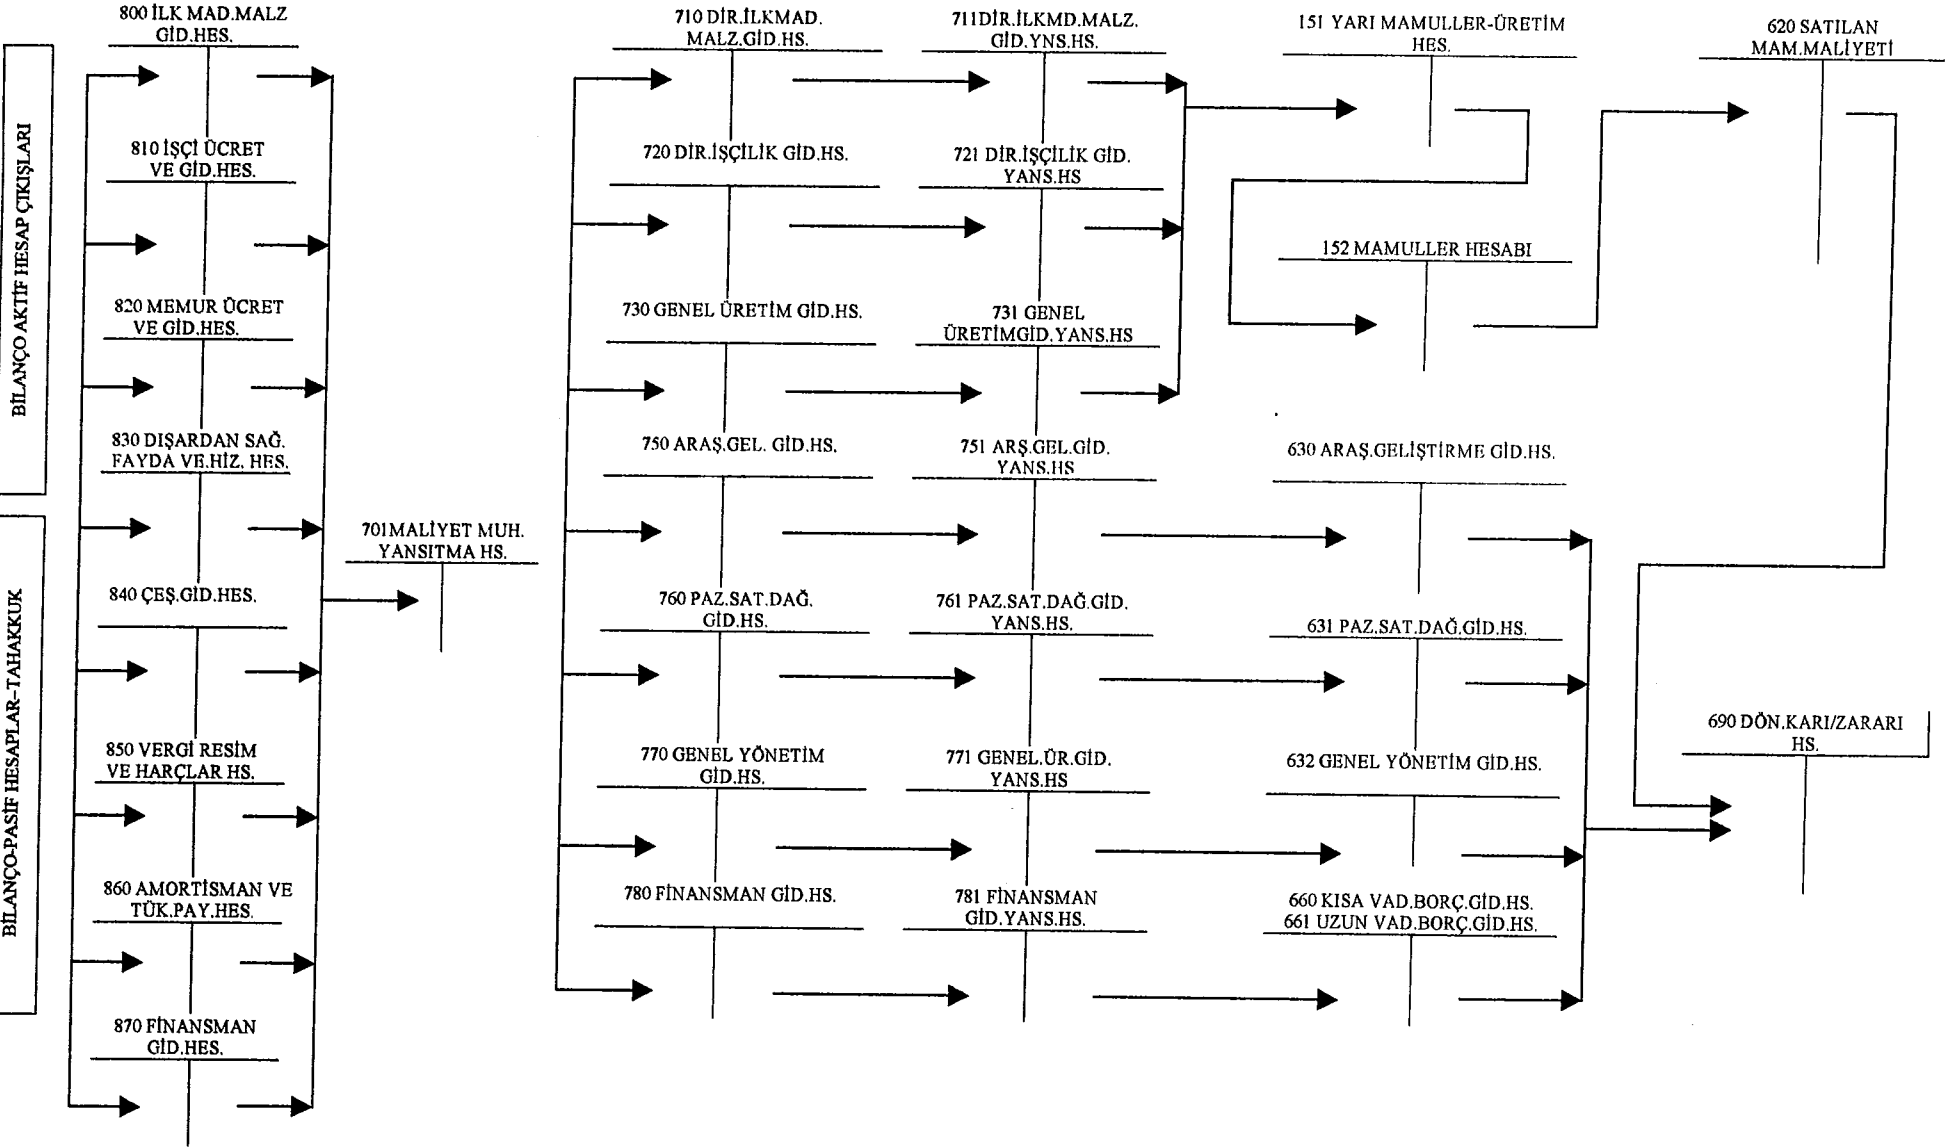 BİLANÇO AKTİF HESAP ÇIKIŞLARI
BİLANÇO-PASİF HESAPLAR-TAHAKKUK
800 İLK MAD.MALZ
GİD.HES.
810 İŞÇİ ÜCRET
VE GİD.HES.
820 MEMUR ÜCRET
VE GİD.HES.
830 DIŞARDAN SAĞ.
FAYDA VE.HİZ. HES.
840 ÇEŞ.GİD.HES.
850 VERGİ RESİM
VE HARÇLAR HS.
860 AMORTİSMAN VE
TÜK.PAY.HES.
870 FİNANSMAN
GİD.HES.
701MALİYET MUH.
YANSITMA HS.
710 DİR.İLKMAD.
MALZ.GİD.HS.
720 DİR.İŞÇİLİK GİD.HS.
730 GENEL ÜRETİM GİD.HS.
750 ARAŞ.GEL. GİD.HS.
760 PAZ.SAT.DAĞ.
GİD.HS.
770 GENEL YÖNETİM
GİD.HS.
780 FİNANSMAN GİD.HS.
711DİR.İLKMD.MALZ.
GİD.YNS.HS.
721 DİR.İŞÇİLİK GİD.
YANS.HS
731 GENEL
ÜRETİMGİD.YANS.HS
751 ARŞ.GEL.GİD.
YANS.HS
761 PAZ.SAT.DAĞ.GİD.
YANS.HS.
771 GENEL.ÜR.GİD.
YANS.HS
781 FİNANSMAN
GİD.YANS.HS.
151 YARI MAMULLER-ÜRETİM
HES.
152 MAMULLER HESABI
630 ARAŞ.GELİŞTİRME GİD.HS.
631 PAZ.SAT.DAĞ.GİD.HS.
632 GENEL YÖNETİM GİD.HS.
660 KISA VAD.BORÇ.GİD.HS.
661 UZUN VAD.BORÇ.GİD.HS.
620 SATILAN
MAM.MALİYETİ
690 DÖN.KARI/ZARARI
HS.